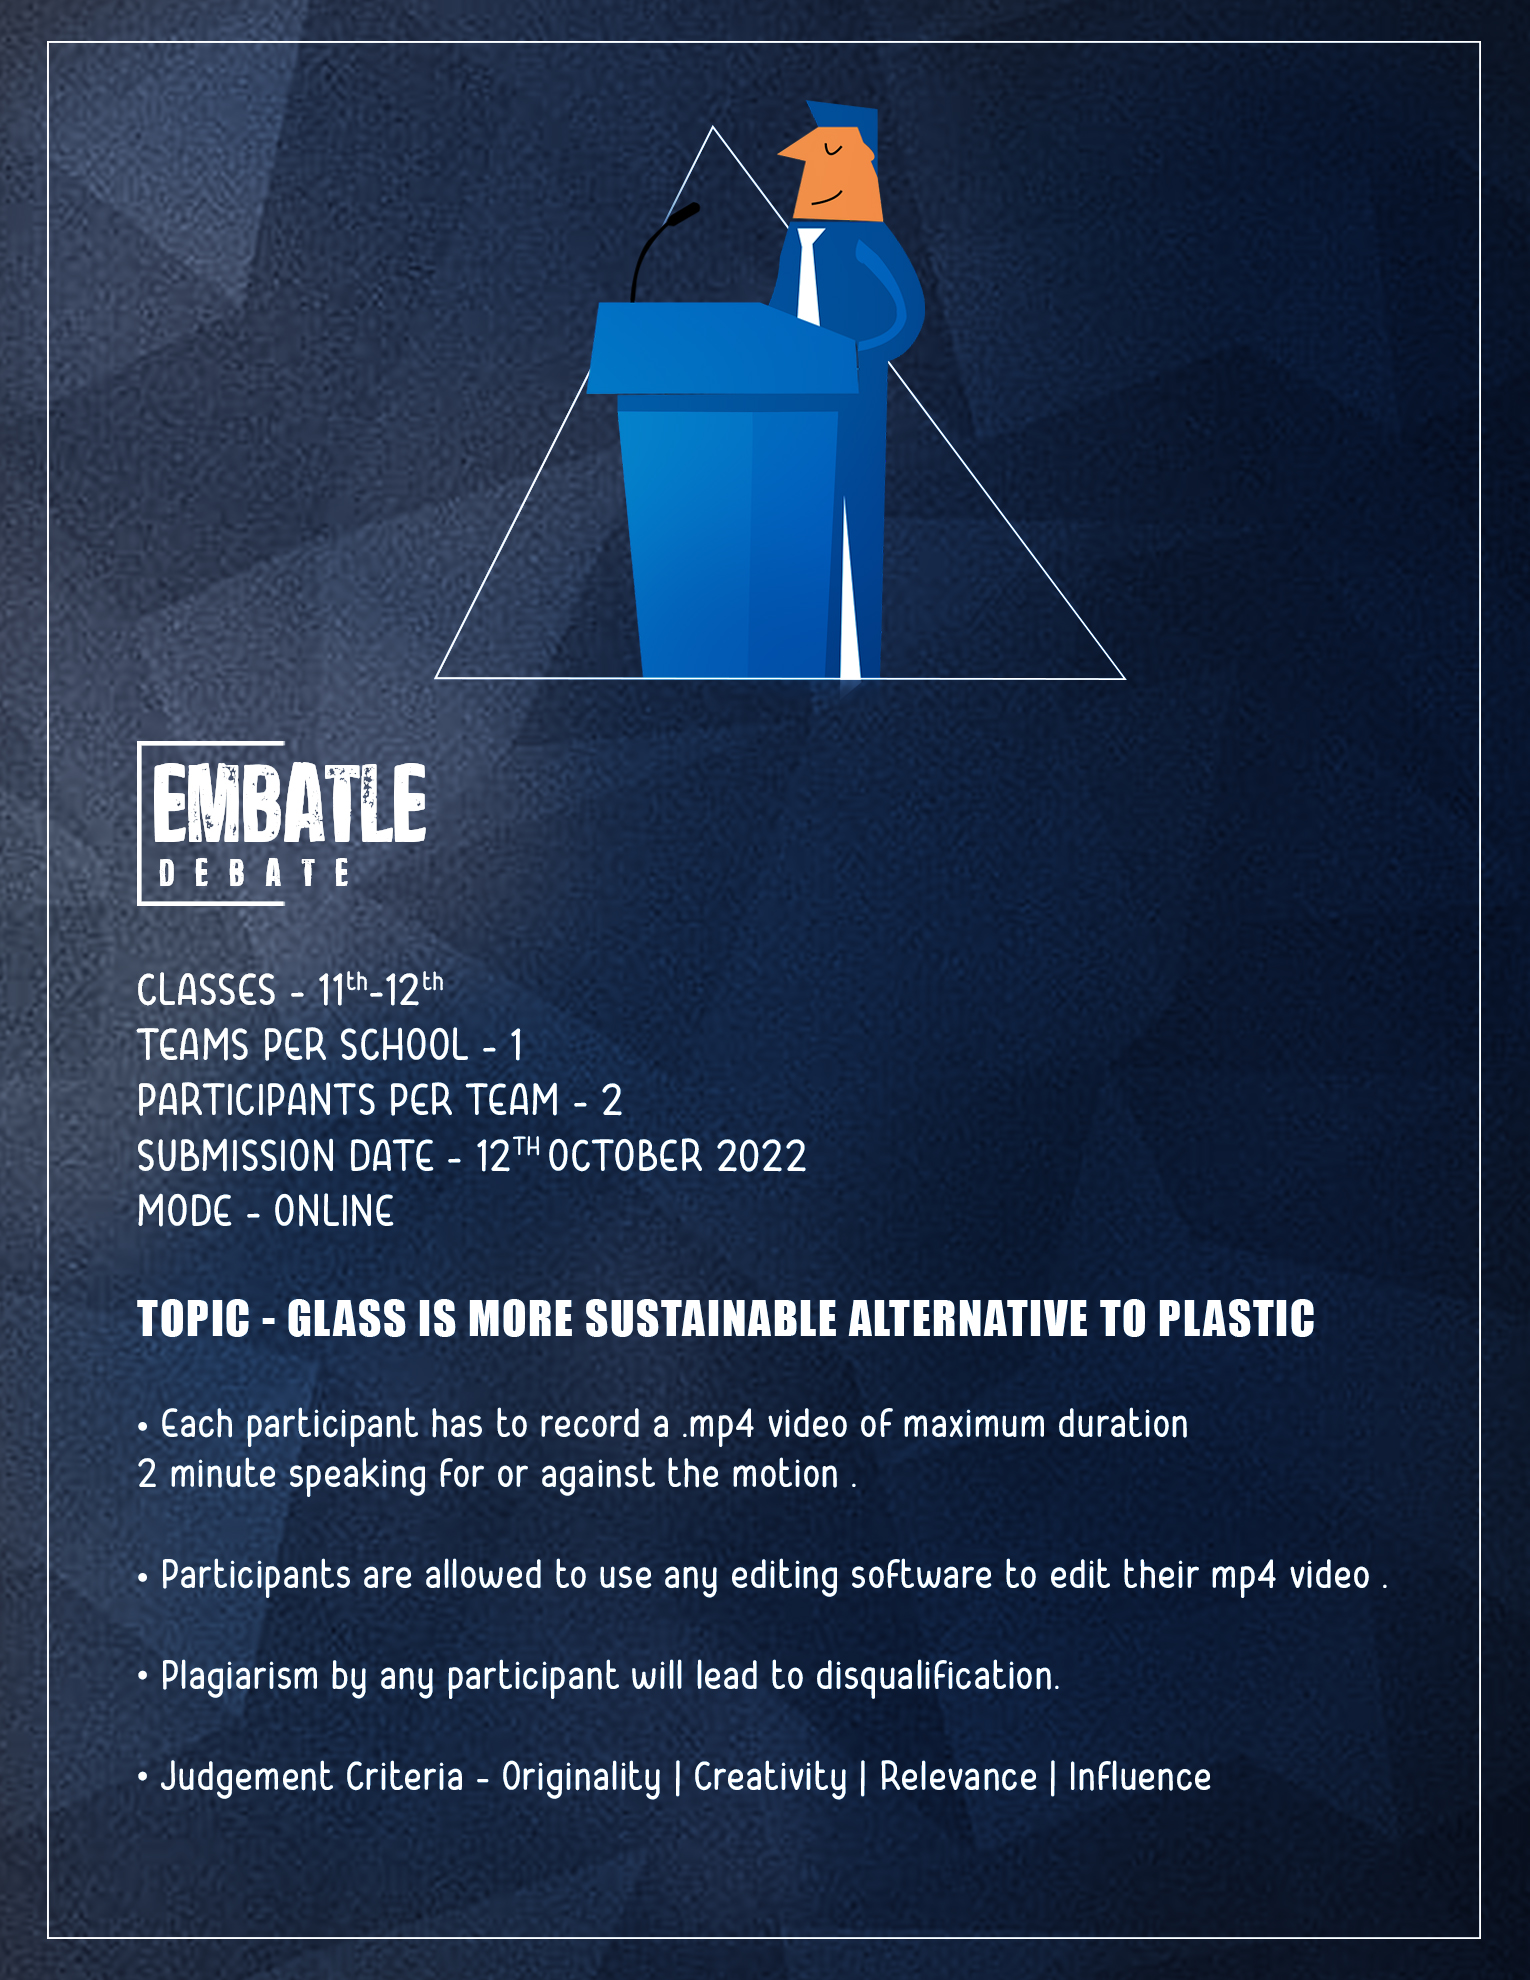 EMBATLE
DEBATE
CLASSES - 11th-12th
TEAMS PER SCHOOL - 1
PARTICIPANTS PER TEAM - 2
SUBMISSION DATE - 12TH OCTOBER 2022
MODE - ONLINE
TOPIC - GLASS IS MORE SUSTAINABLE ALTERNATIVE TO PLASTIC
• Each participant has to record a .mp4 video of maximum duration
2 minute speaking for or against the motion .
• Participants are allowed to use any editing software to edit their mp4 video .
• Plagiarism by any participant will lead to disqualification.
• Judgement Criteria - Originality | Creativity | Relevance | Influence